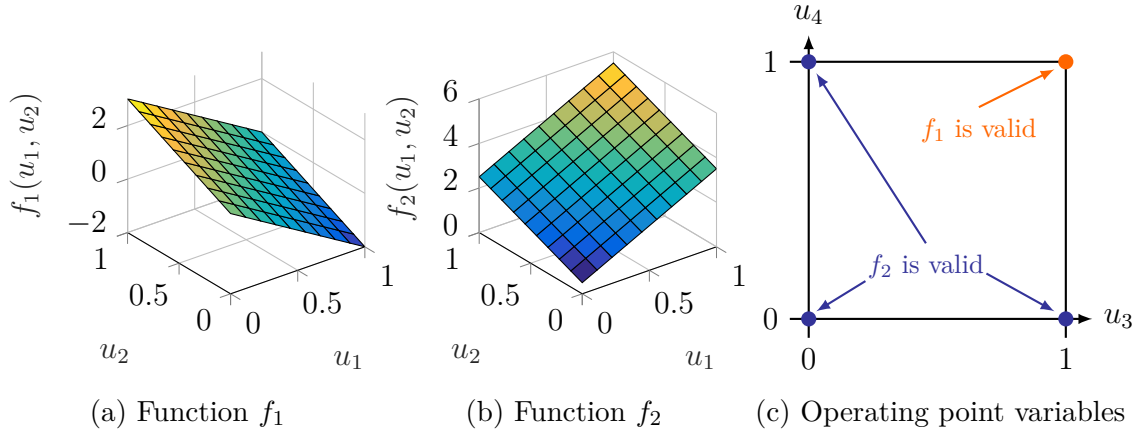 f₁(u₁, u₂)
2
0
−2
1
0.5
0
0
0.5
1
u₂
u₁
(a) Function f₁
f₂(u₁, u₂)
6
4
2
0
1
0.5
0
0
0.5
1
u₂
u₁
(b) Function f₂
u₄
1
f₁ is valid
f₂ is valid
0
u₃
0
1
(c) Operating point variables